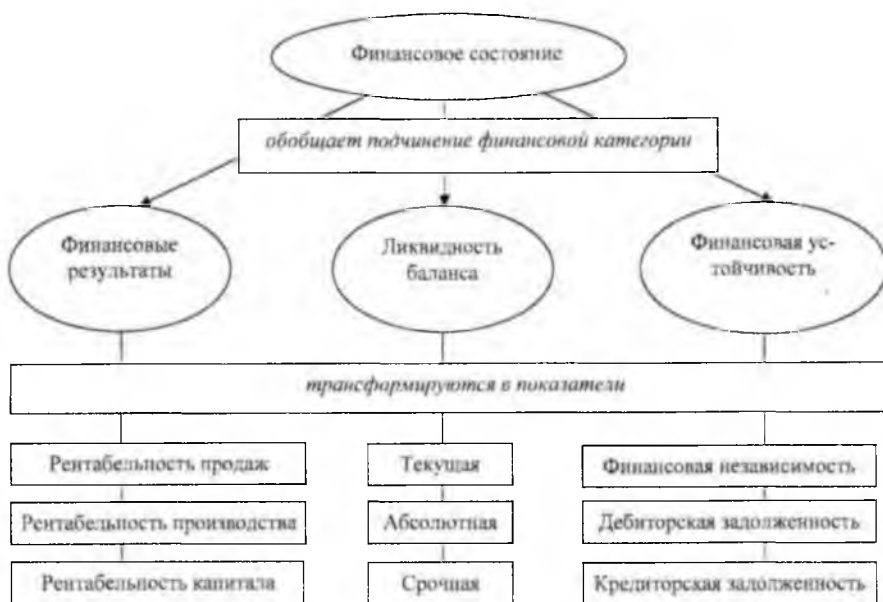 Финансовое состояние
обобщает подчинение финансовой категории
Финансовые
результаты
Ликвидность
баланса
Финансовая ус-
тойчивость
трансформируются в показатели
Рентабельность продаж
Текущая
Финансовая независимость
Рентабельность производства
Абсолютная
Дебиторская задолженность
Рентабельность капитала
Срочная
Кредиторская задолженность